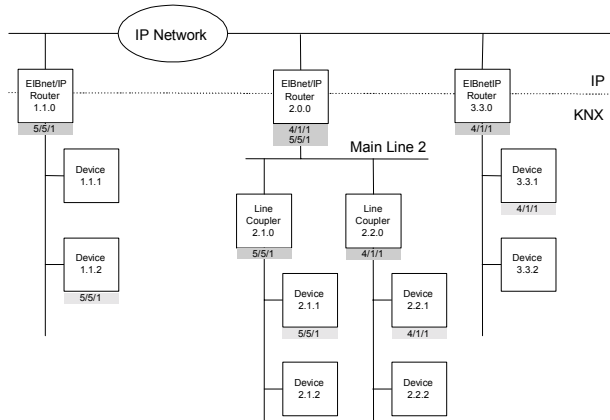 IP Network
EIBnet/IP
Router
1.1.0
5/5/1
EIBnet/IP
Router
2.0.0
4/1/1
5/5/1
EIBnetIP
Router
3.3.0
4/1/1
IP
KNX
Main Line 2
Device
1.1.1
Device
1.1.2
5/5/1
Line
Coupler
2.1.0
5/5/1
Line
Coupler
2.2.0
4/1/1
Device
3.3.1
4/1/1
Device
3.3.2
Device
2.1.1
5/5/1
Device
2.2.1
4/1/1
Device
2.1.2
Device
2.2.2